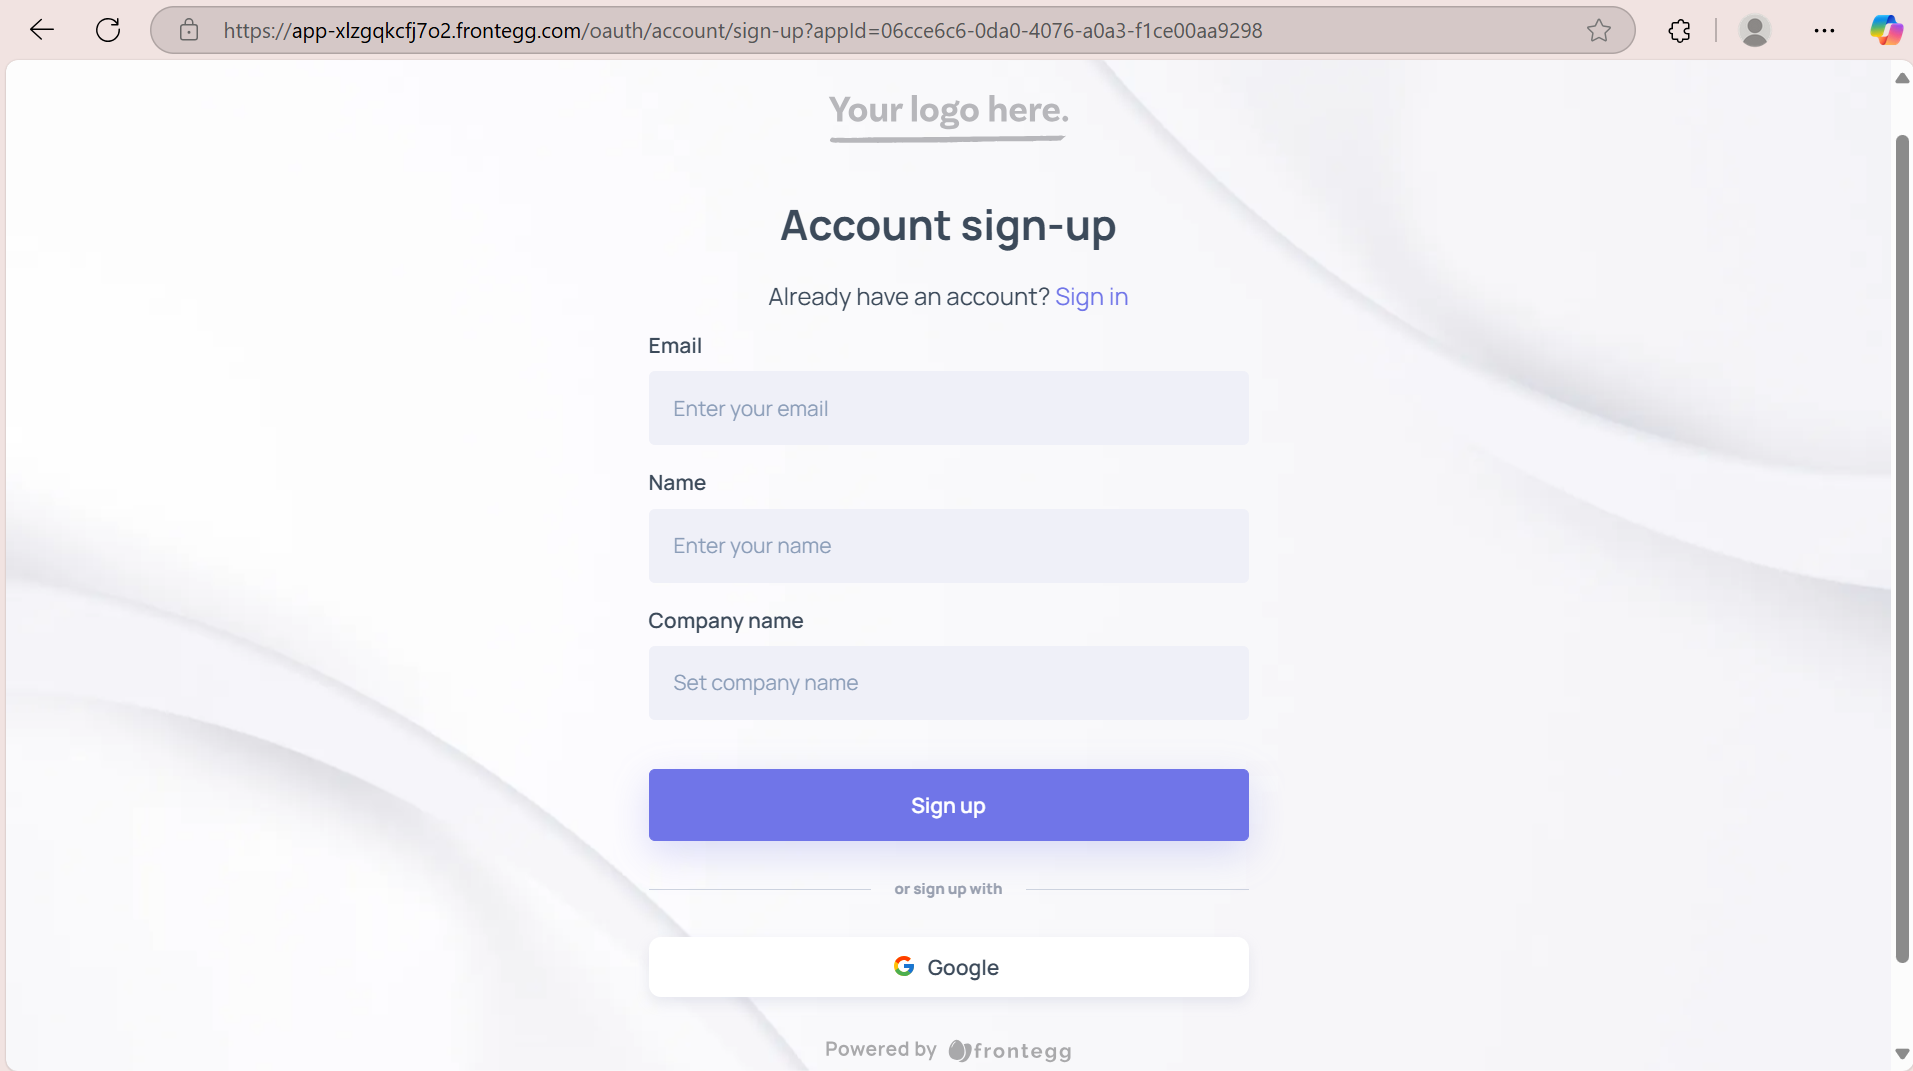 https://app-xlzgqkcfj7o2.frontegg.com/oauth/account/sign-up?appId=06cce6c6-0da0-4076-a0a3-f1ce00aa9298
Your logo here.
Account sign-up
Already have an account? Sign in
Email
Enter your email
Name
Enter your name
Company name
Set company name
Sign up
or sign up with
Google
Powered by frontegg